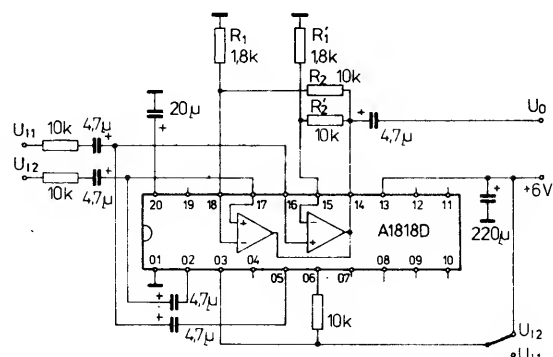 R1
1,8k
R1'
1,8k
R2
10k
R2'
10k
4,7µ
+
U0
20µ
+
U11
10k
4,7µ
+
U12
10k
4,7µ
+
+6V
+
220µ
20 19 18 17 16 15 14 13 12 11
+
−
+
−
A1818D
01 02 03 04 05 06 07 08 09 10
+
4,7µ
+
4,7µ
10k
U12
U11